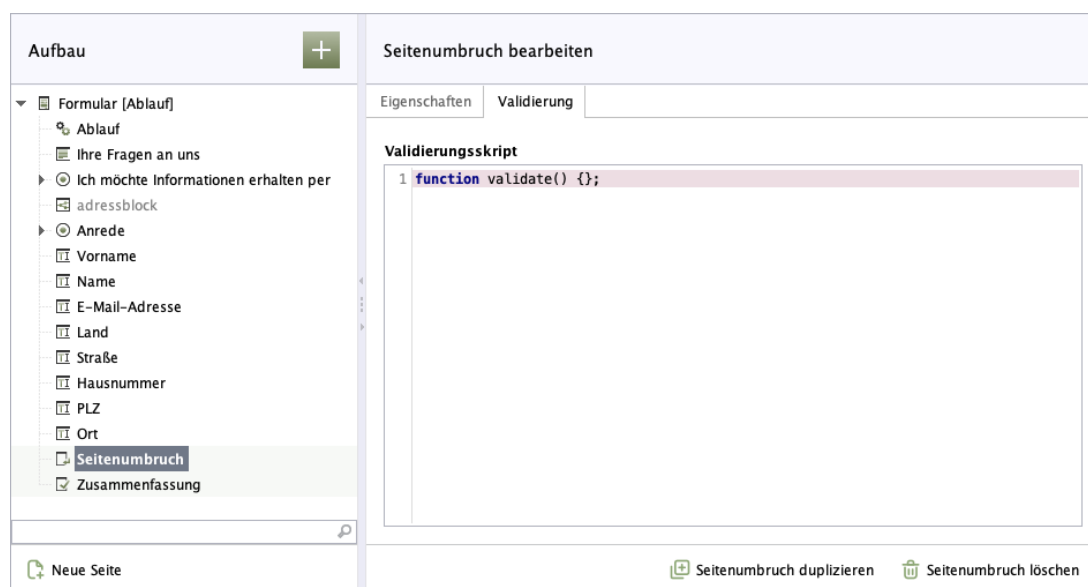 Aufbau
Formular [Ablauf]
Ablauf
Ihre Fragen an uns
Ich möchte Informationen erhalten per
adressblock
Anrede
Vorname
Name
E-Mail-Adresse
Land
Straße
Hausnummer
PLZ
Ort
Seitenumbruch
Zusammenfassung
Neue Seite
Seitenumbruch bearbeiten
Eigenschaften Validierung
Validierungsskript
1 function validate() {};
Seitenumbruch duplizieren Seitenumbruch löschen